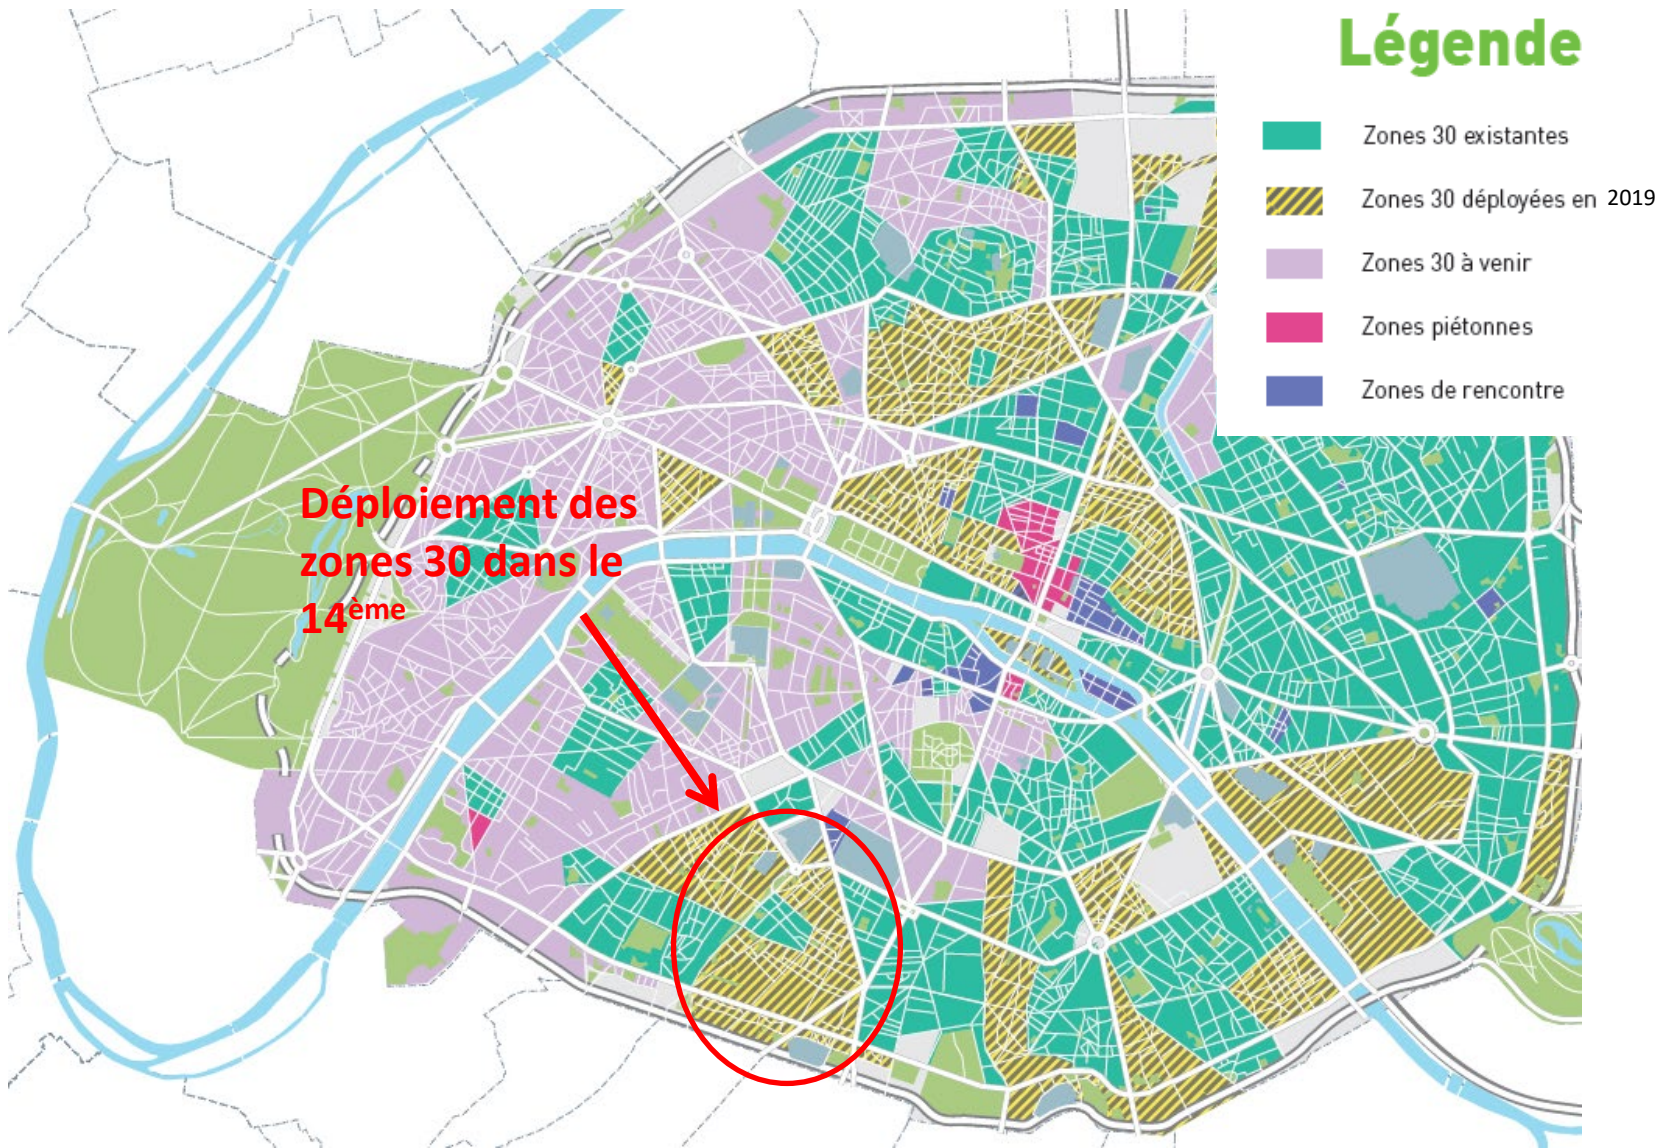 Légende
Zones 30 existantes
Zones 30 déployées en 2019
Zones 30 à venir
Zones piétonnes
Zones de rencontre
Déploiement des
zones 30 dans le
14ème